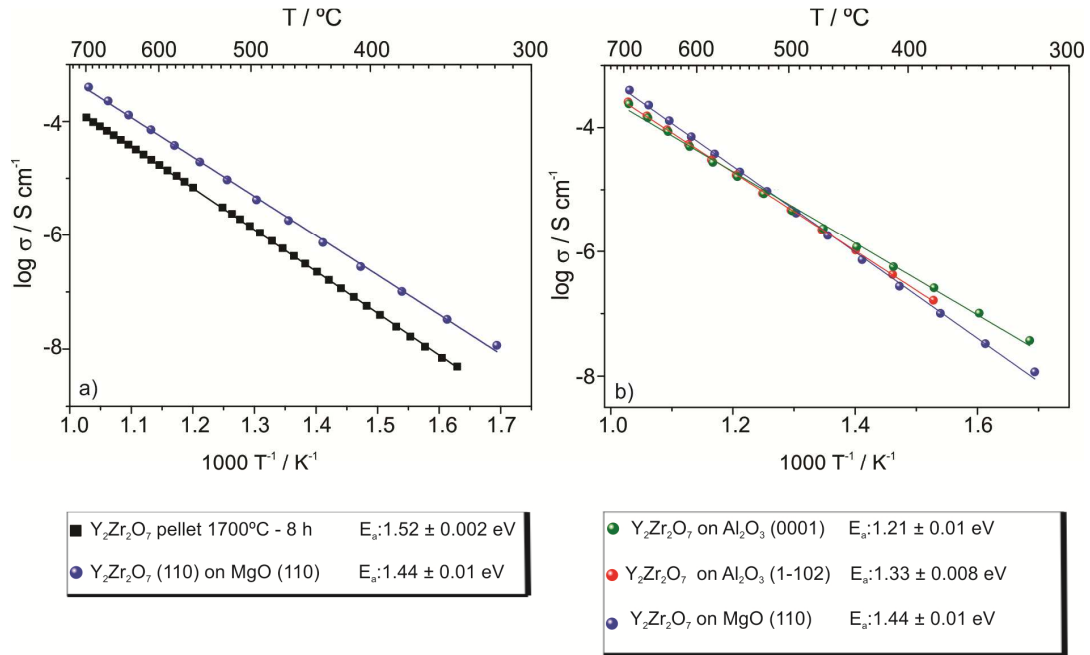 T / ºC
700 600 500 400 300
-4
-6
-8
log σ / S cm⁻¹
a)
1.0 1.1 1.2 1.3 1.4 1.5 1.6 1.7
1000 T⁻¹ / K⁻¹
Y₂Zr₂O₇ pellet 1700ºC - 8 h Eₐ:1.52 ± 0.002 eV
Y₂Zr₂O₇ (110) on MgO (110) Eₐ:1.44 ± 0.01 eV
T / ºC
700 600 500 400 300
-4
-6
-8
log σ / S cm⁻¹
b)
1.0 1.2 1.4 1.6
1000 T⁻¹ / K⁻¹
Y₂Zr₂O₇ on Al₂O₃ (0001) Eₐ:1.21 ± 0.01 eV
Y₂Zr₂O₇ on Al₂O₃ (1-102) Eₐ:1.33 ± 0.008 eV
Y₂Zr₂O₇ on MgO (110) Eₐ:1.44 ± 0.01 eV